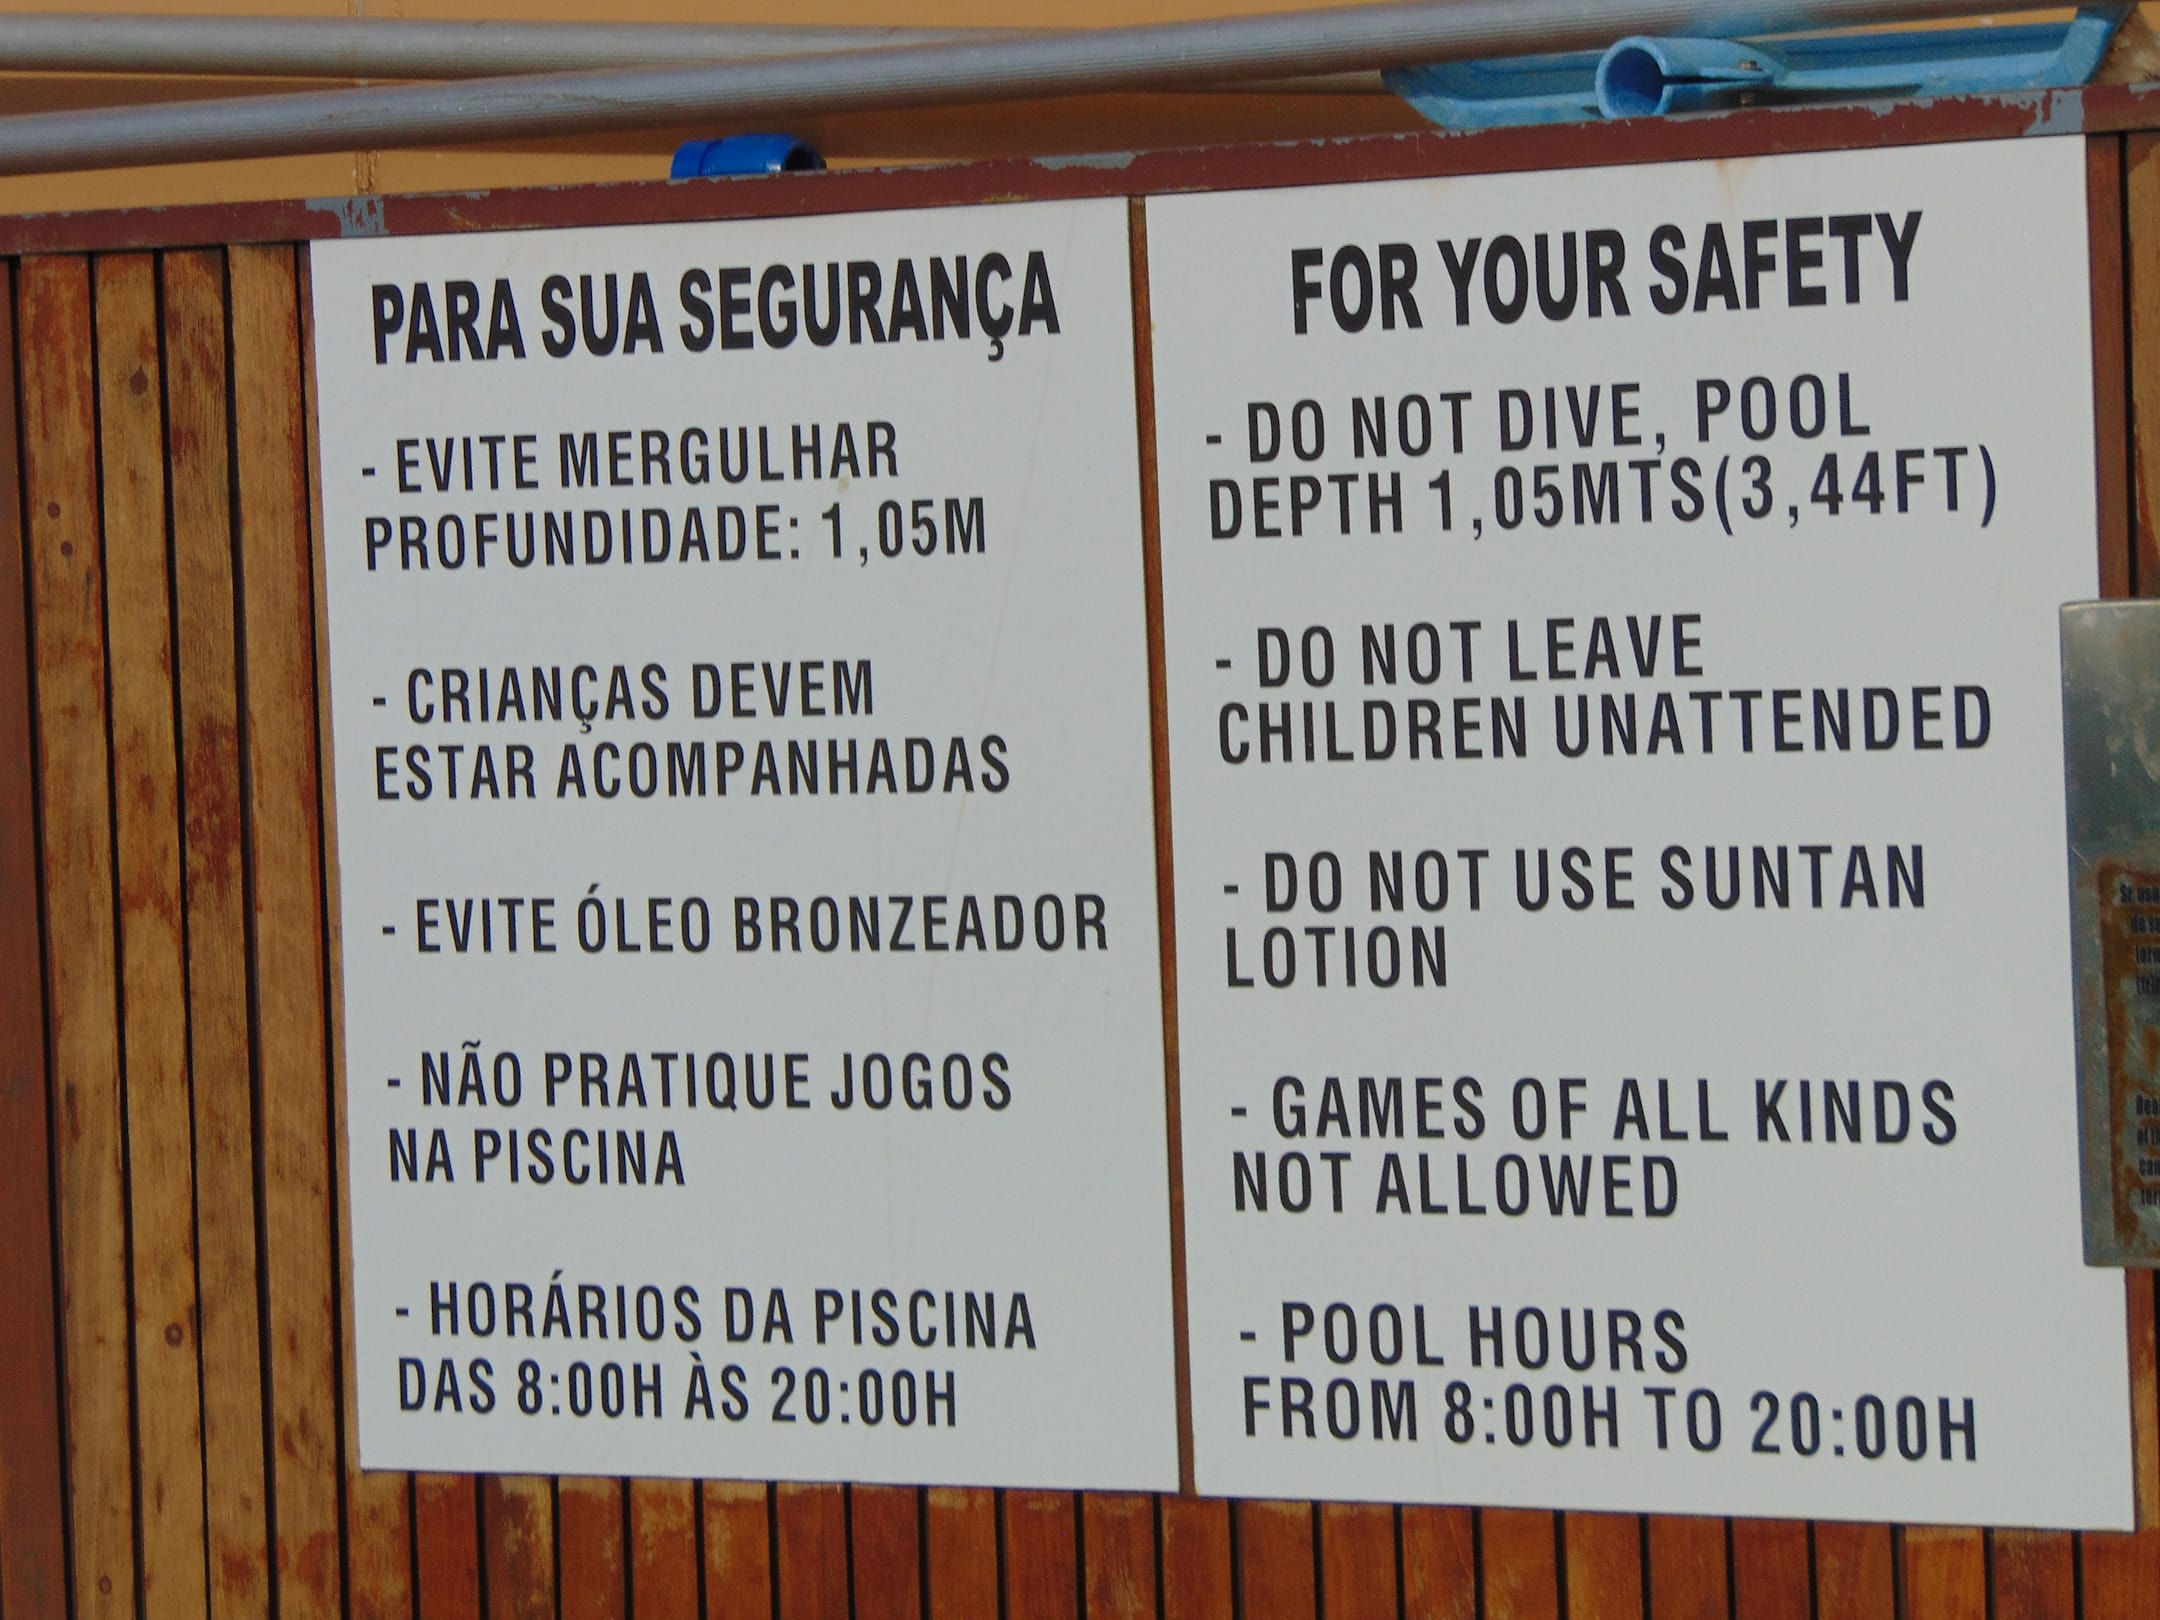 PARA SUA SEGURANÇA
- EVITE MERGULHAR
PROFUNDIDADE: 1,05M
- CRIANÇAS DEVEM
ESTAR ACOMPANHADAS
- EVITE ÓLEO BRONZEADOR
- NÃO PRATIQUE JOGOS
NA PISCINA
- HORÁRIOS DA PISCINA
DAS 8:00H ÀS 20:00H
FOR YOUR SAFETY
- DO NOT DIVE, POOL
DEPTH 1,05MTS(3,44FT)
- DO NOT LEAVE
CHILDREN UNATTENDED
- DO NOT USE SUNTAN
LOTION
- GAMES OF ALL KINDS
NOT ALLOWED
- POOL HOURS
FROM 8:00H TO 20:00H